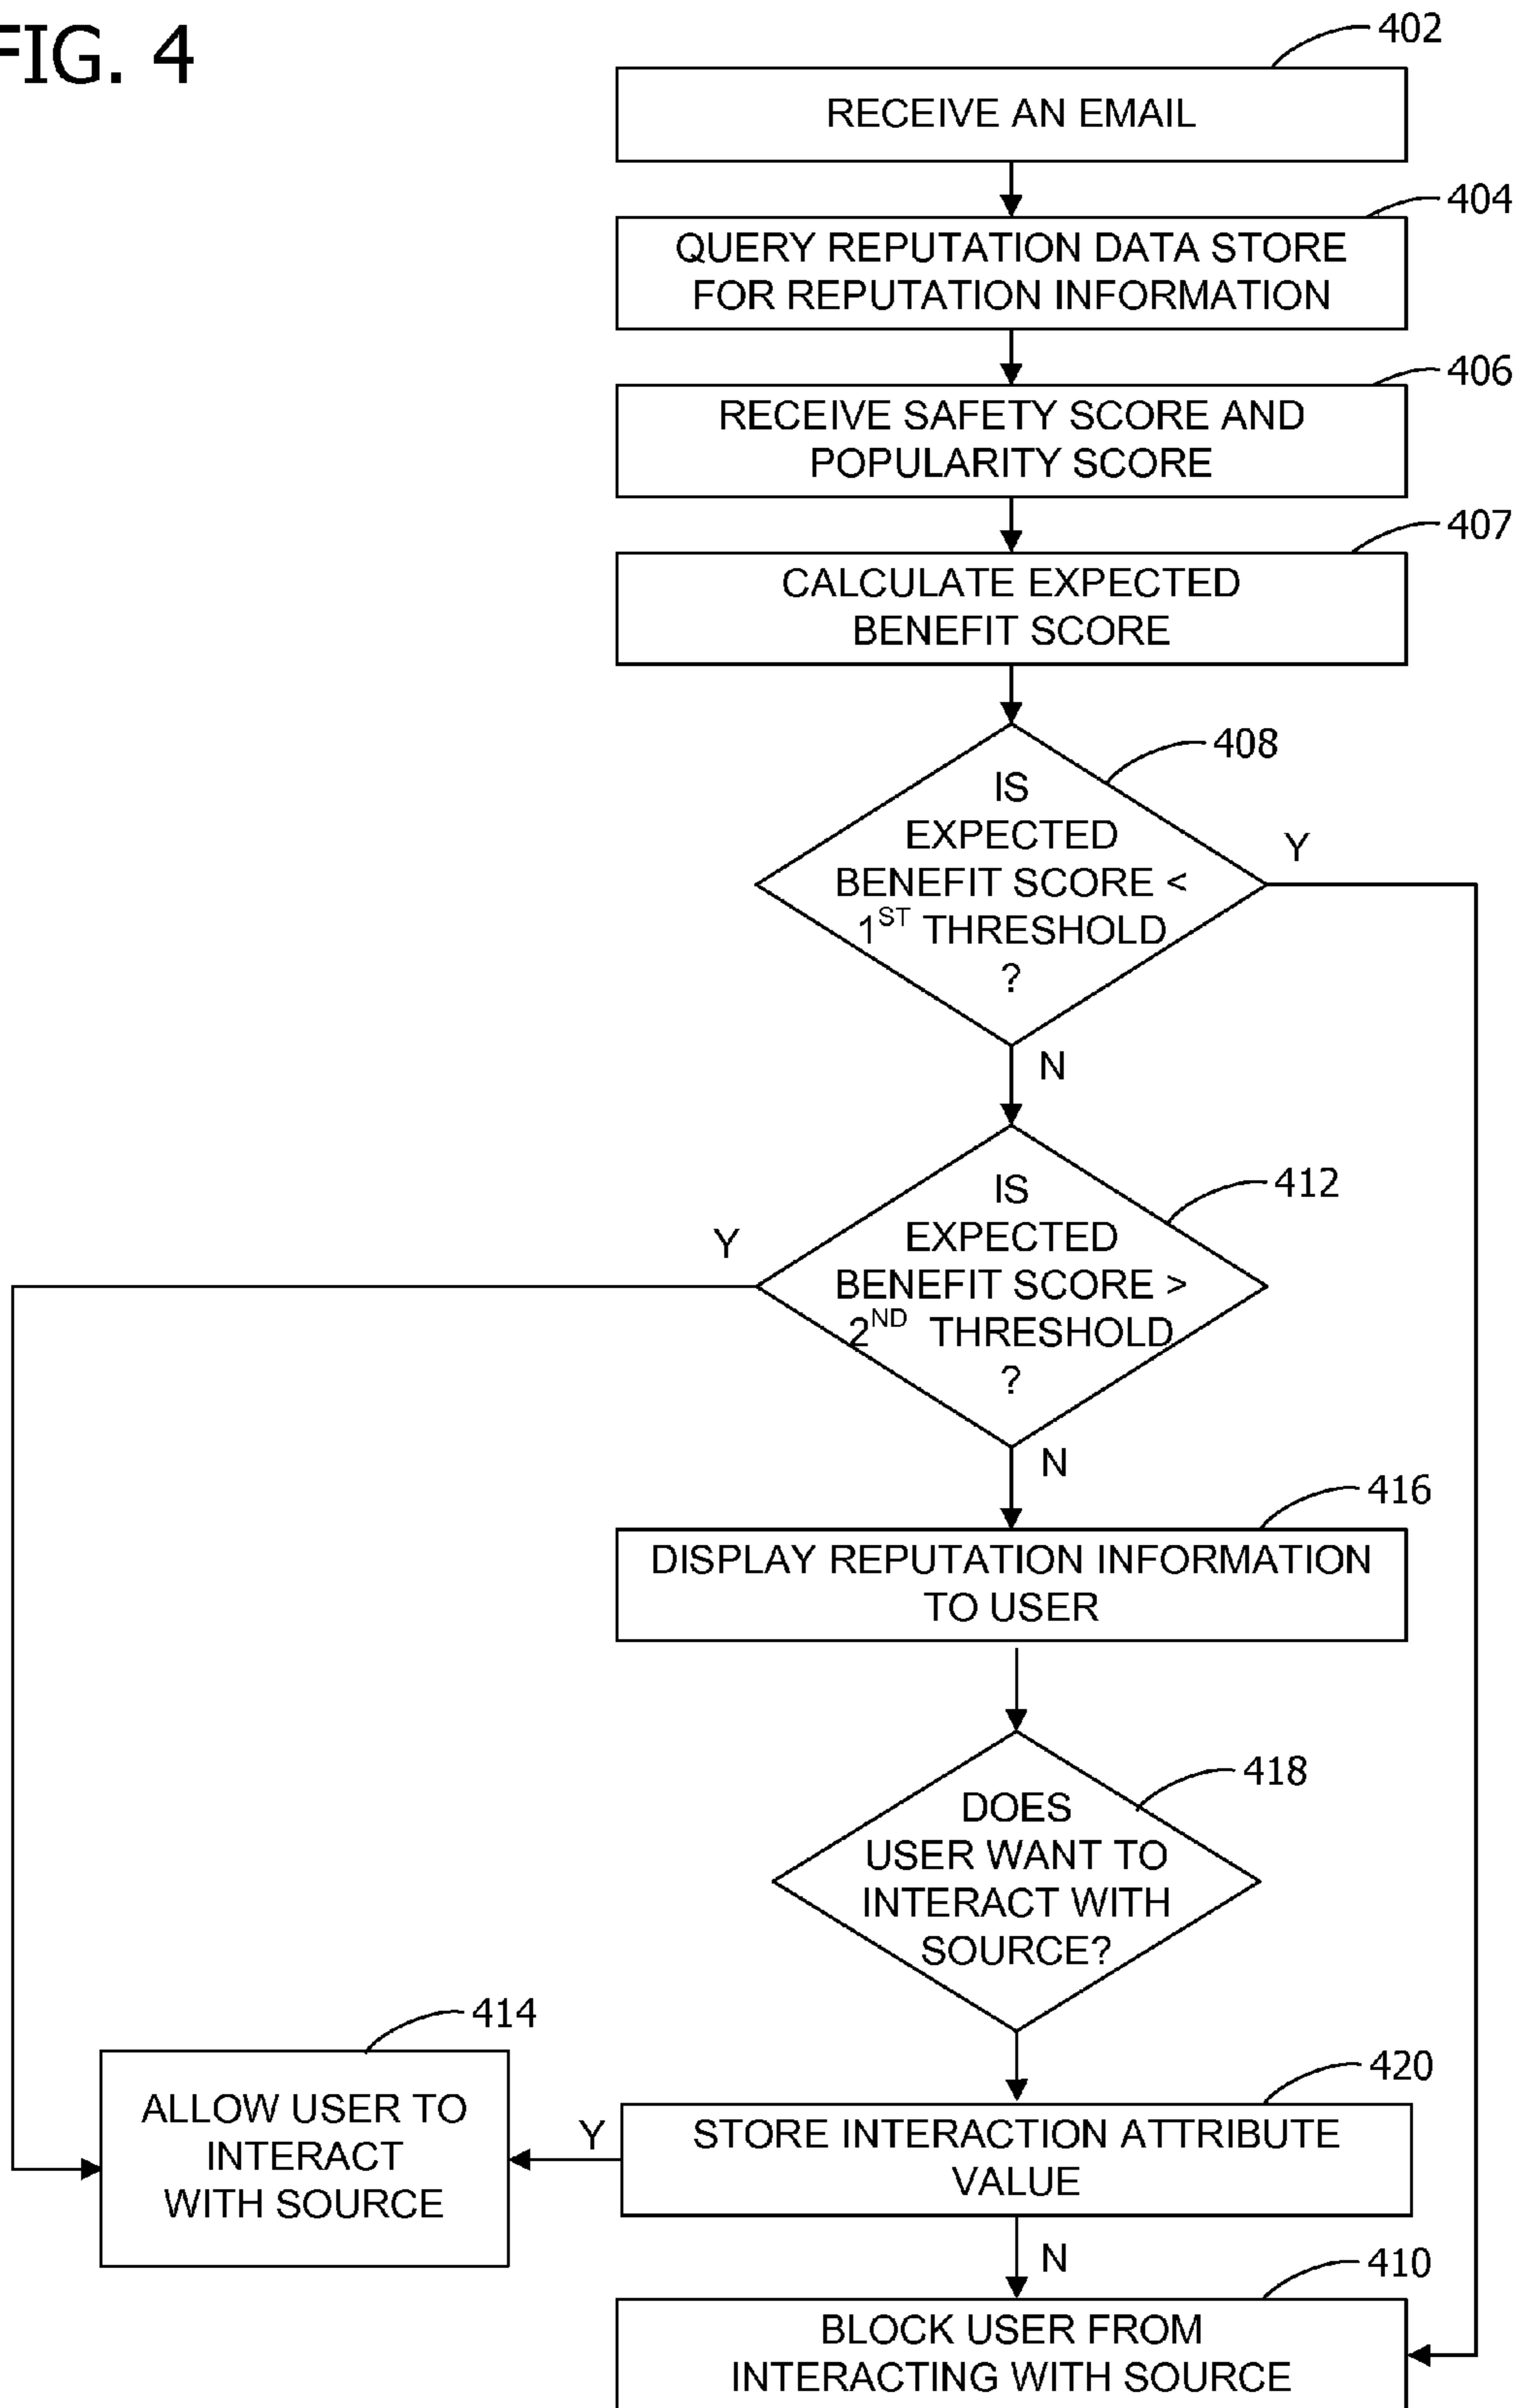 FIG. 4
402
RECEIVE AN EMAIL
404
QUERY REPUTATION DATA STORE
FOR REPUTATION INFORMATION
406
RECEIVE SAFETY SCORE AND
POPULARITY SCORE
407
CALCULATE EXPECTED
BENEFIT SCORE
408
IS
EXPECTED
BENEFIT SCORE <
1ST THRESHOLD
?
Y
N
412
IS
EXPECTED
BENEFIT SCORE >
2ND THRESHOLD
?
Y
N
416
DISPLAY REPUTATION INFORMATION
TO USER
418
DOES
USER WANT TO
INTERACT WITH
SOURCE?
414
ALLOW USER TO
INTERACT
WITH SOURCE
420
Y
STORE INTERACTION ATTRIBUTE
VALUE
N
410
BLOCK USER FROM
INTERACTING WITH SOURCE